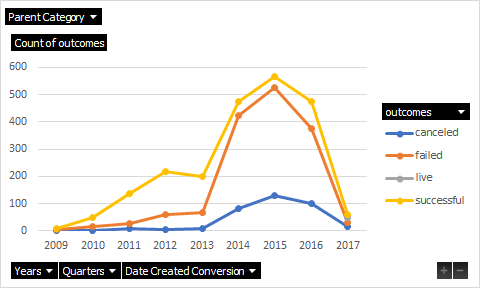 Parent Category
Count of outcomes
600
500
400
300
200
100
0
2009 2010 2011 2012 2013 2014 2015 2016 2017
outcomes
canceled
failed
live
successful
Years Quarters Date Created Conversion
+ −